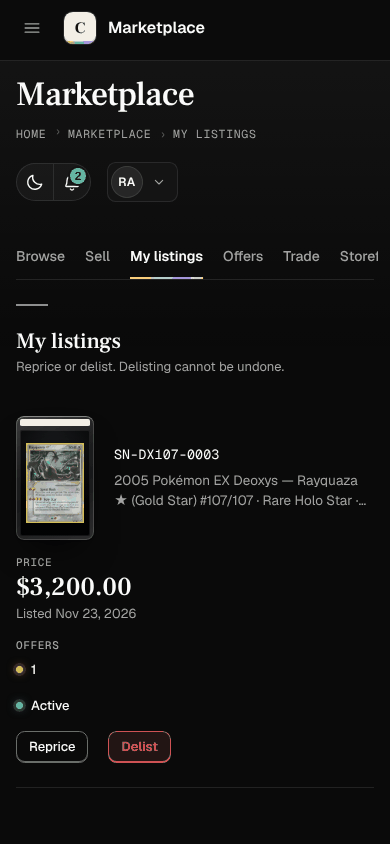 C Marketplace
Marketplace
HOME › MARKETPLACE › MY LISTINGS
2
RA
Browse Sell My listings Offers Trade Storef
My listings
Reprice or delist. Delisting cannot be undone.
SN-DX107-0003
2005 Pokémon EX Deoxys — Rayquaza
★ (Gold Star) #107/107 · Rare Holo Star ·…
PRICE
$3,200.00
Listed Nov 23, 2026
OFFERS
1
Active
Reprice Delist